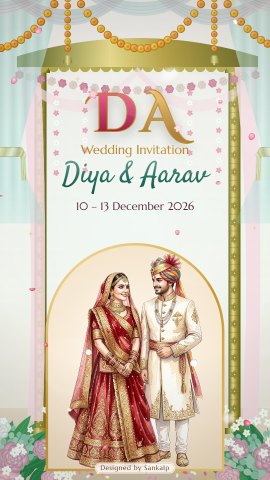 DA
Wedding Invitation
Diya & Aarav
10 – 13 December 2026
Designed by Sankalp